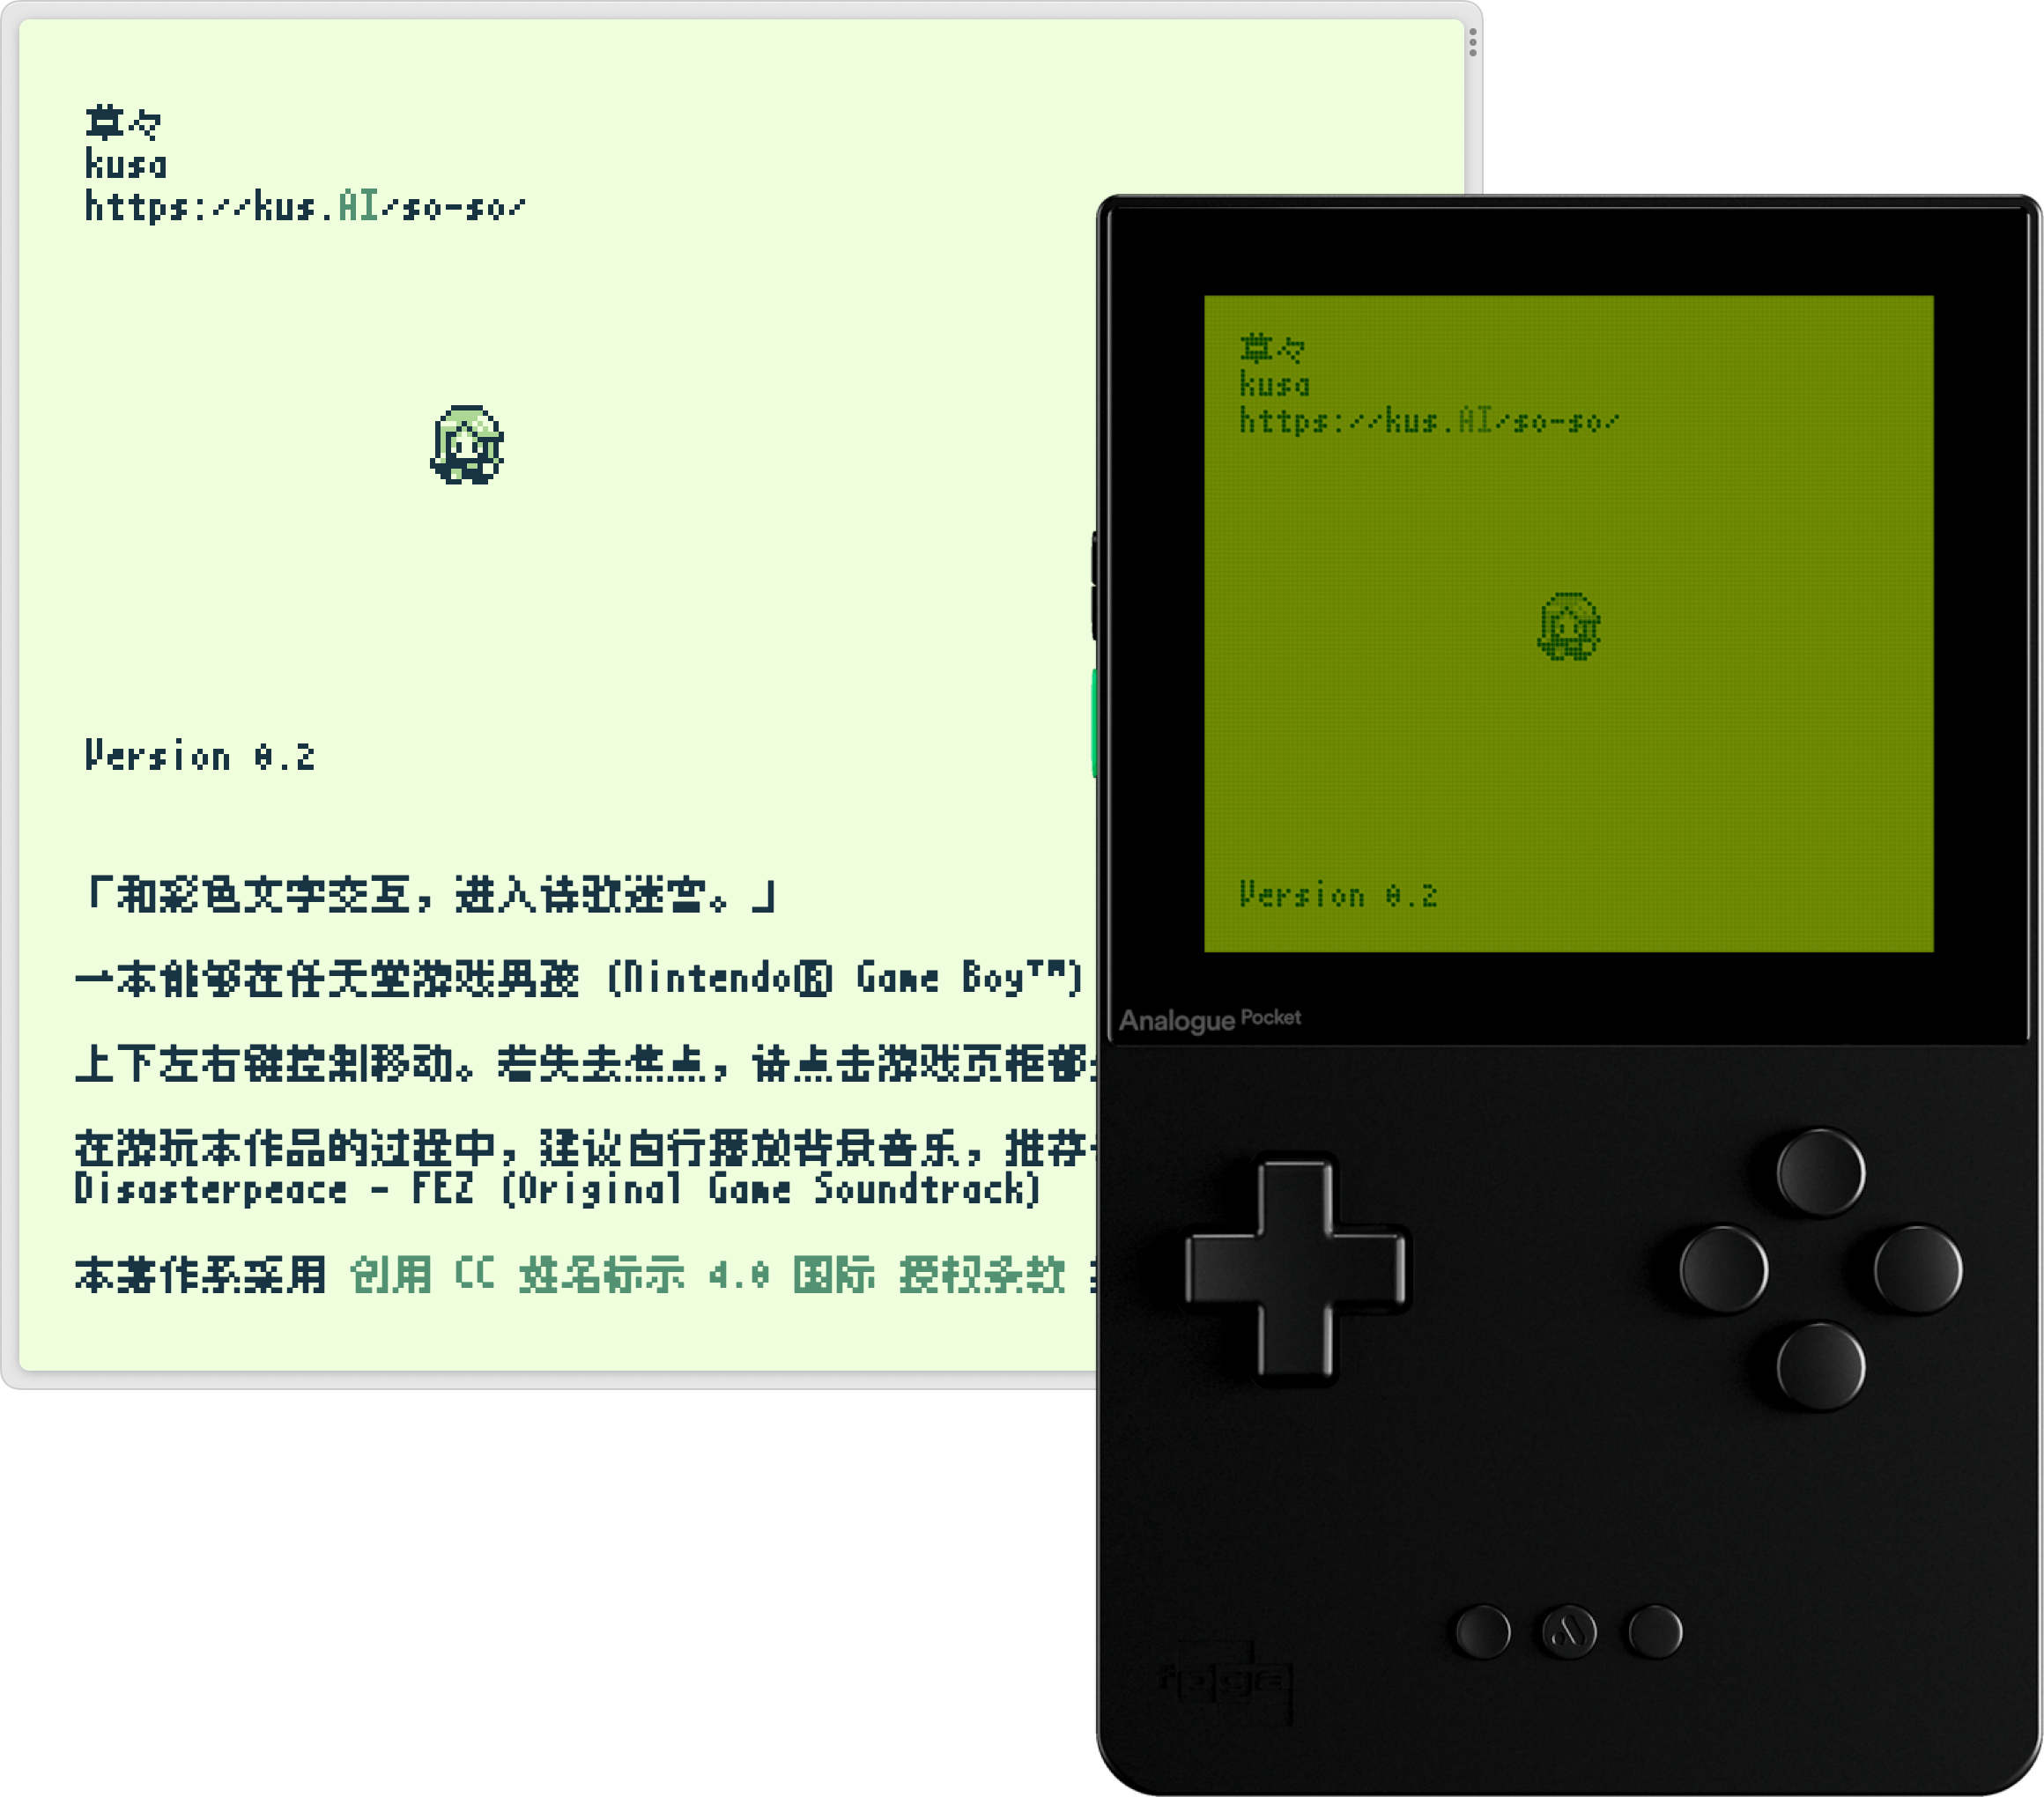 草々
kusa
https://kus.AI/so-so/
Version 0.2
「和彩色文字交互，进入诗歌迷宫。」
一本能够在任天堂游戏男孩 (Nintendo® Game Boy™)
上下左右键控制移动。若失去焦点，请点击游戏页框部
在游玩本作品的过程中，建议自行播放背景音乐，推荐
Disasterpeace - FEZ (Original Game Soundtrack)
本著作系采用 创用 CC 姓名标示 4.0 国际 授权条款
草々
kusa
https://kus.AI/so-so/
Version 0.2
Analogue Pocket
fpga